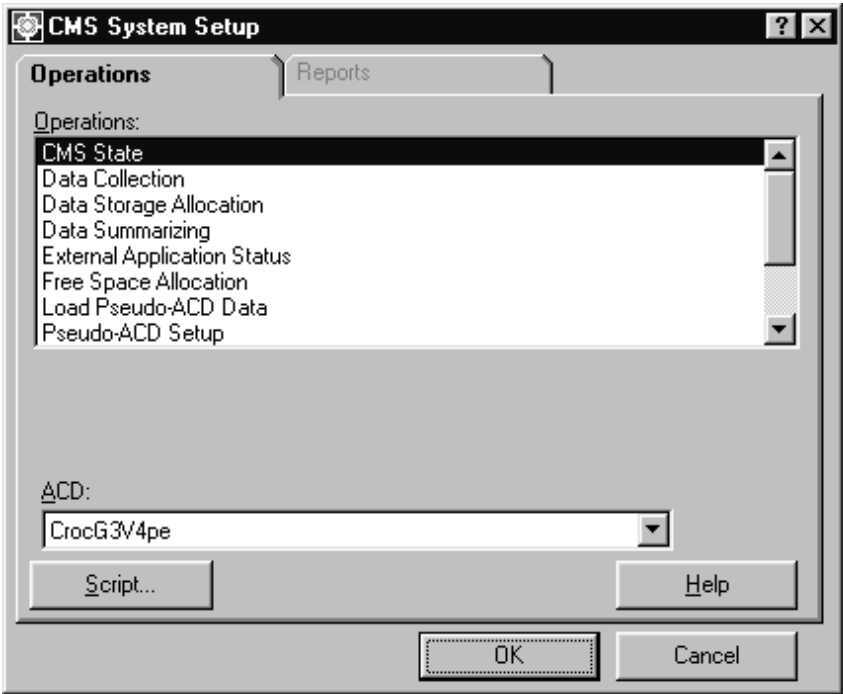 CMS System Setup
Operations
Reports
Operations:
CMS State
Data Collection
Data Storage Allocation
Data Summarizing
External Application Status
Free Space Allocation
Load Pseudo-ACD Data
Pseudo-ACD Setup
ACD:
CrocG3V4pe
Script...
Help
OK
Cancel